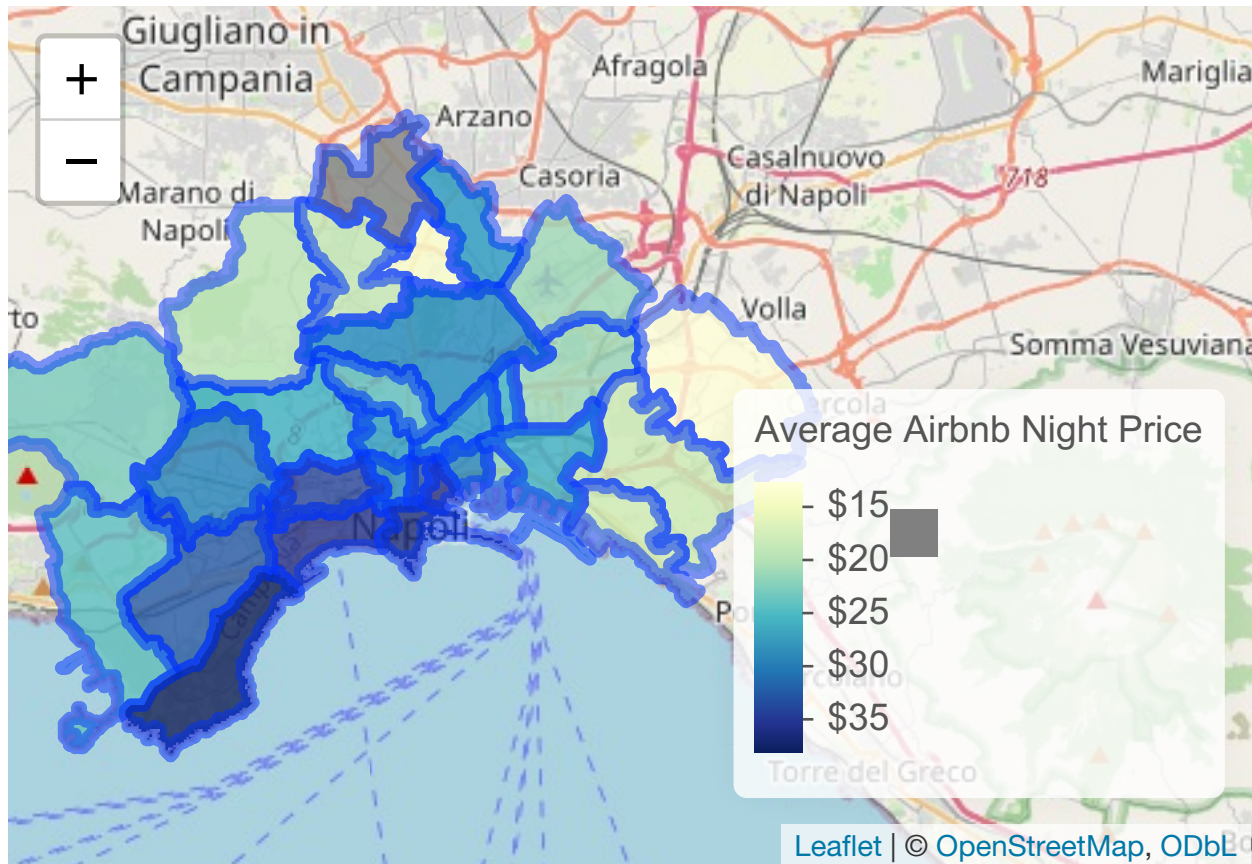 Giugliano in
Campania
Afragola
Mariglia
Arzano
Casoria
Casalnuovo
di Napoli
718
Marano di
Napoli
+
−
rto
Volla
Somma Vesuviana
Cercola
Average Airbnb Night Price
$15
$20
$25
$30
$35
Napoli
Torre del Greco
Leaflet | © OpenStreetMap, ODbL